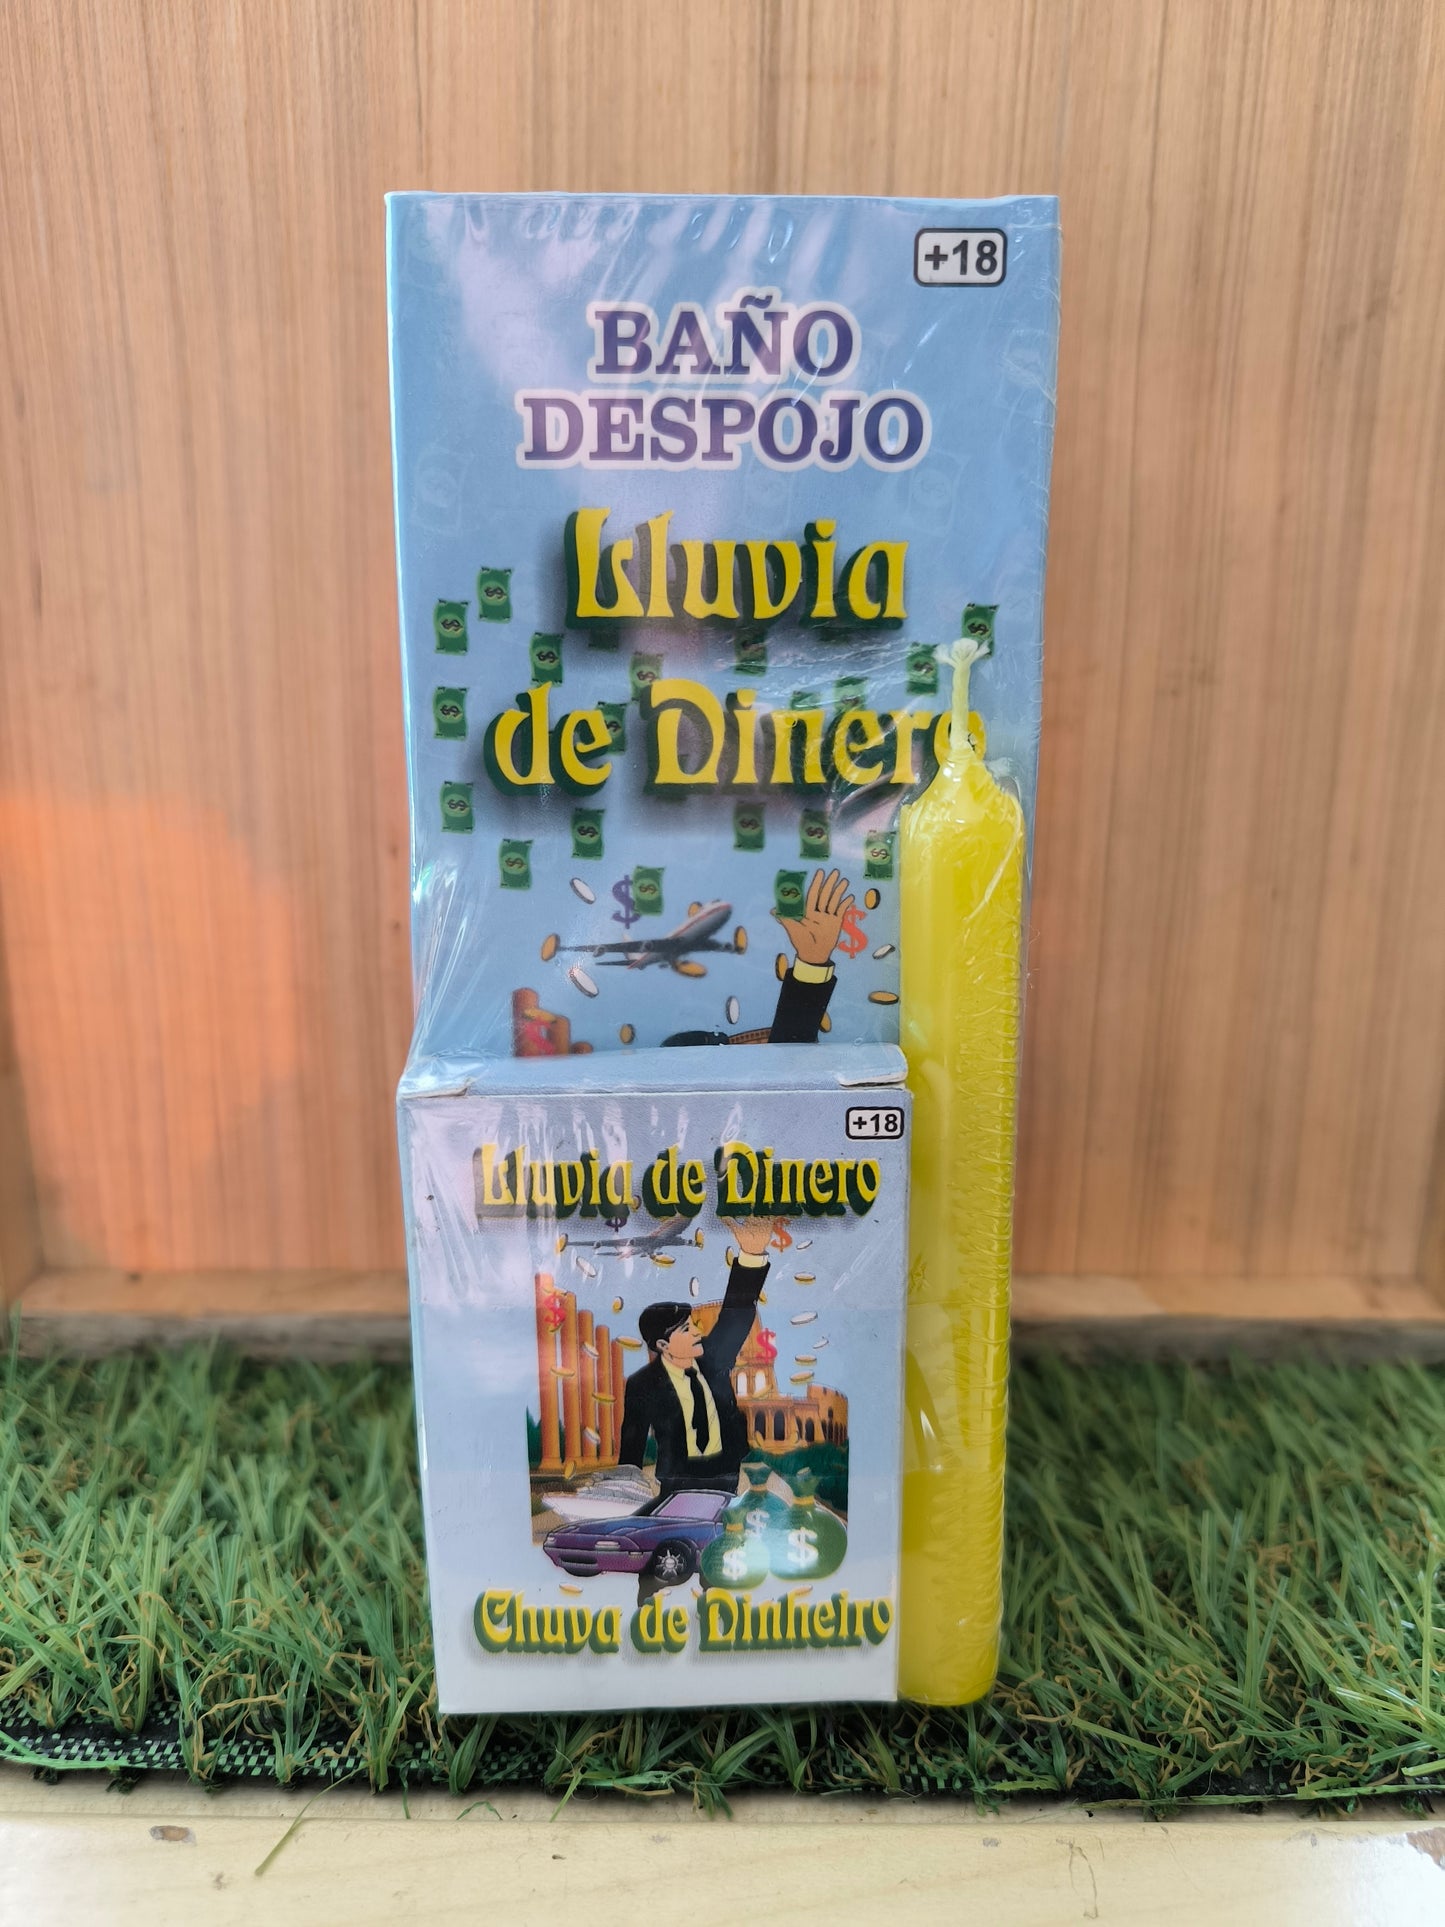 +18
BAÑO
DESPOJO
Lluvia
de Dinero
+18
Lluvia de Dinero
Chuva de Dinheiro